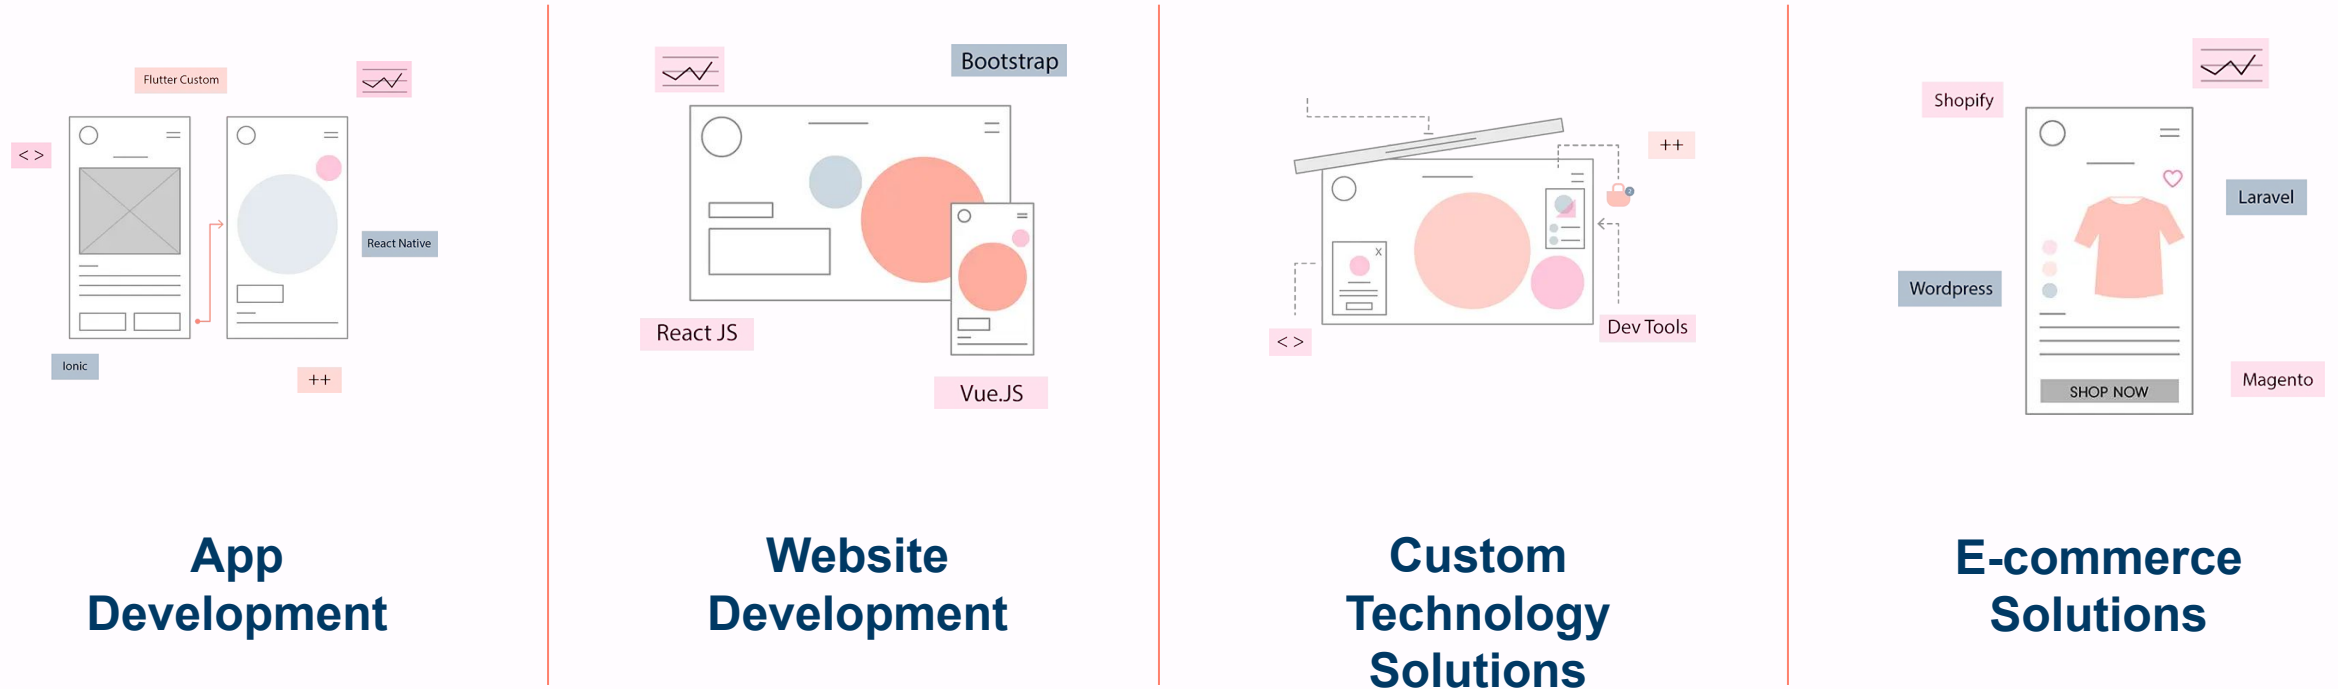 Flutter Custom
< >
React Native
Ionic
++
App
Development
Bootstrap
React JS
Vue.JS
Website
Development
++
X
Dev Tools
< >
Custom
Technology
Solutions
Shopify
Laravel
Wordpress
Magento
SHOP NOW
E-commerce
Solutions